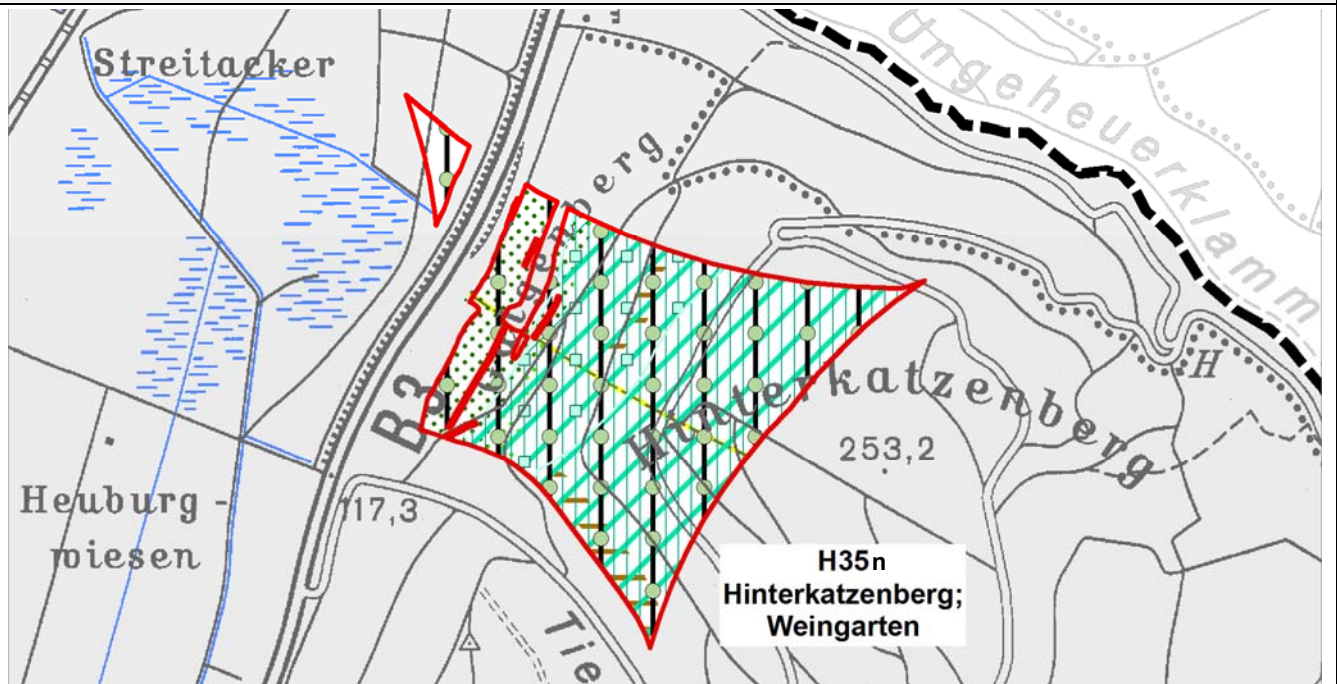 Streitacker
Ungeheuerklamm
B3
Hinterkatzenberg
H
253,2
Heuburg-
wiesen
117,3
Tie
H35n
Hinterkatzenberg;
Weingarten